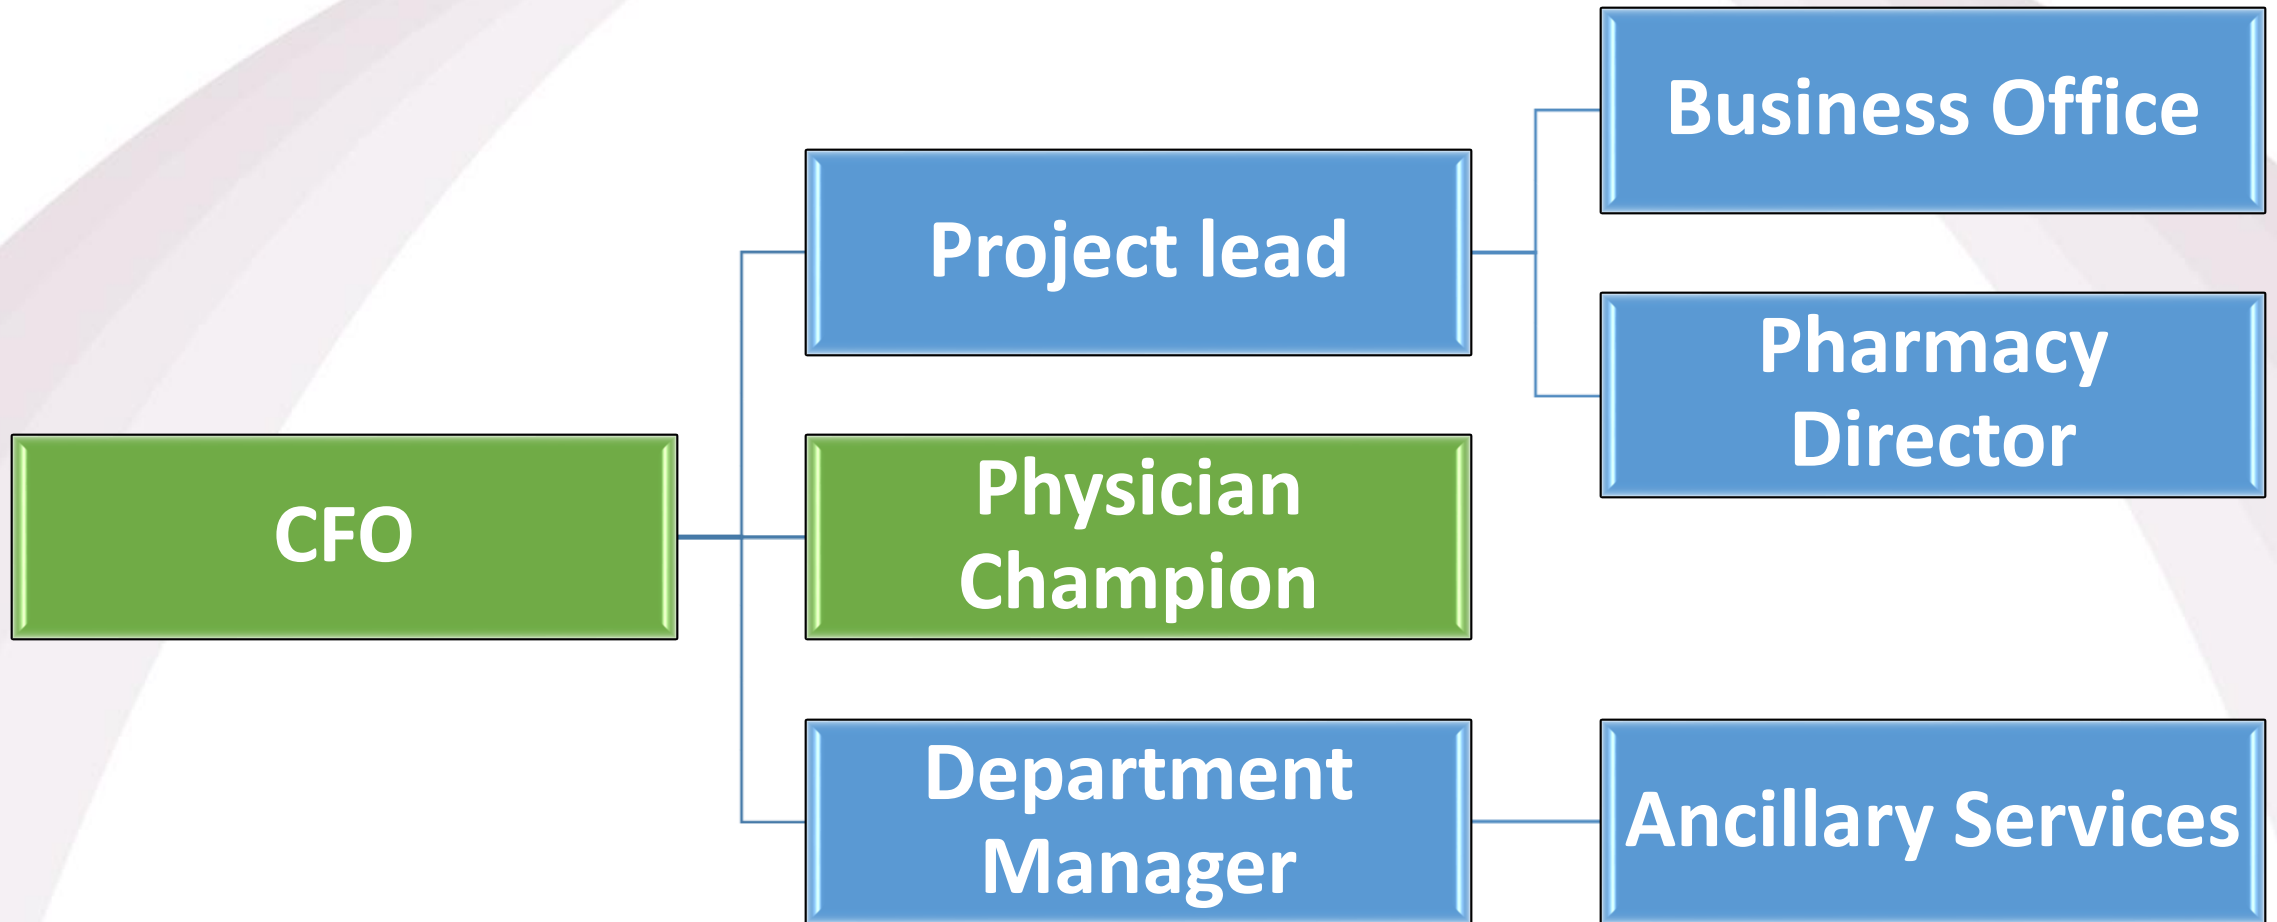 Business Office
Project lead
Pharmacy
Director
CFO
Physician
Champion
Department
Manager
Ancillary Services